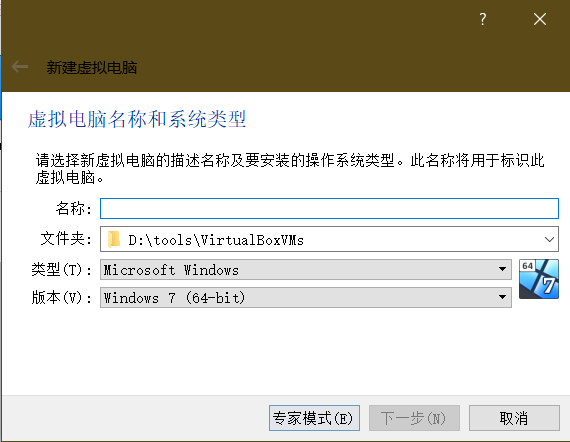 ?
新建虚拟电脑
虚拟电脑名称和系统类型
请选择新虚拟电脑的描述名称及要安装的操作系统类型。此名称将用于标识此
虚拟电脑。
名称:
文件夹: D:\tools\VirtualBoxVMs
类型(T): Microsoft Windows
64
7
版本(V): Windows 7 (64-bit)
专家模式(E) 下一步(N) 取消